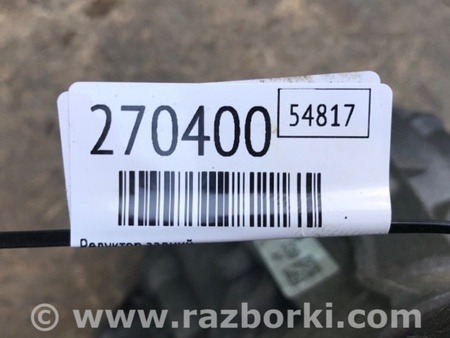 270400
54817
Редуктор задний
© www.razborki.com